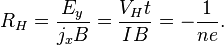 R_H = \frac{E_y}{j_x B} = \frac{V_H t}{IB} = -\frac{1}{ne}.